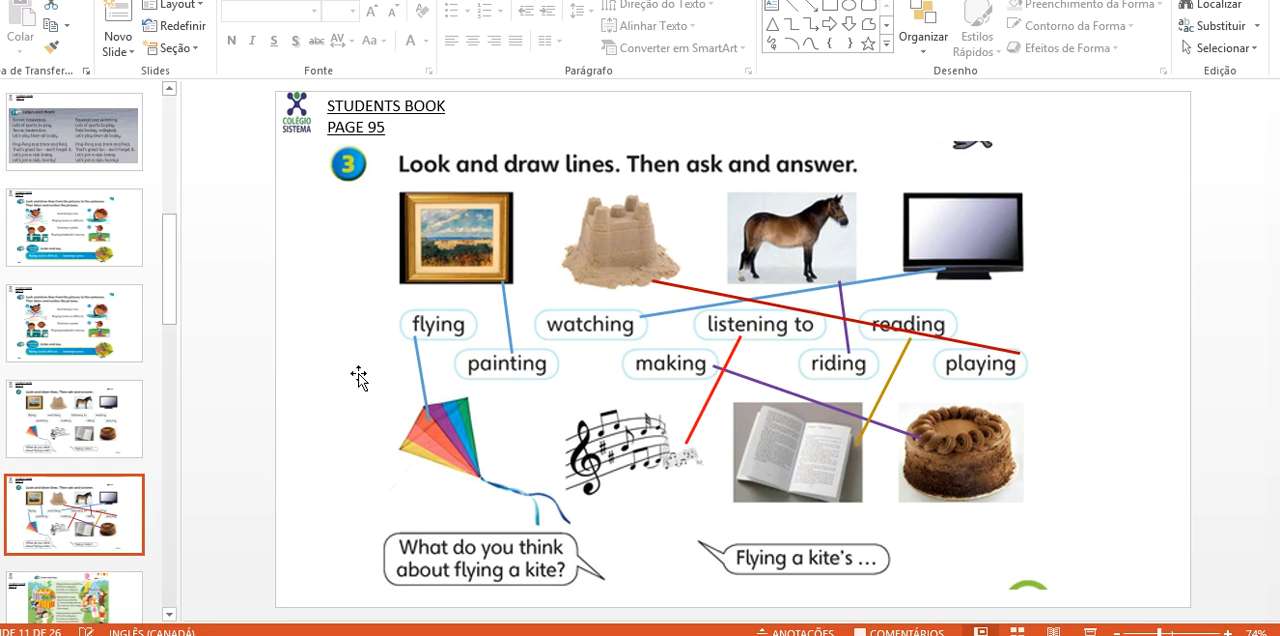 Layout
Colar
Redefinir
Novo
Slide
Seção
Organizar
Estilos
Rápidos
Direção do Texto
Alinhar Texto
Converter em SmartArt
Preenchimento da Forma
Contorno da Forma
Efeitos de Forma
Localizar
Substituir
Selecionar
N I S S abc AV Aa A
a de Transfer...
Slides
Fonte
Parágrafo
Desenho
Edição
COLÉGIO
SISTEMA
STUDENTS BOOK
PAGE 95
3 Look and draw lines. Then ask and answer.
flying watching listening to reading
painting making riding playing
What do you think
about flying a kite?
Flying a kite's ...
IDE 11 DE 26
INGLÊS (CANADÁ)
ANOTAÇÕES
COMENTÁRIOS
74%